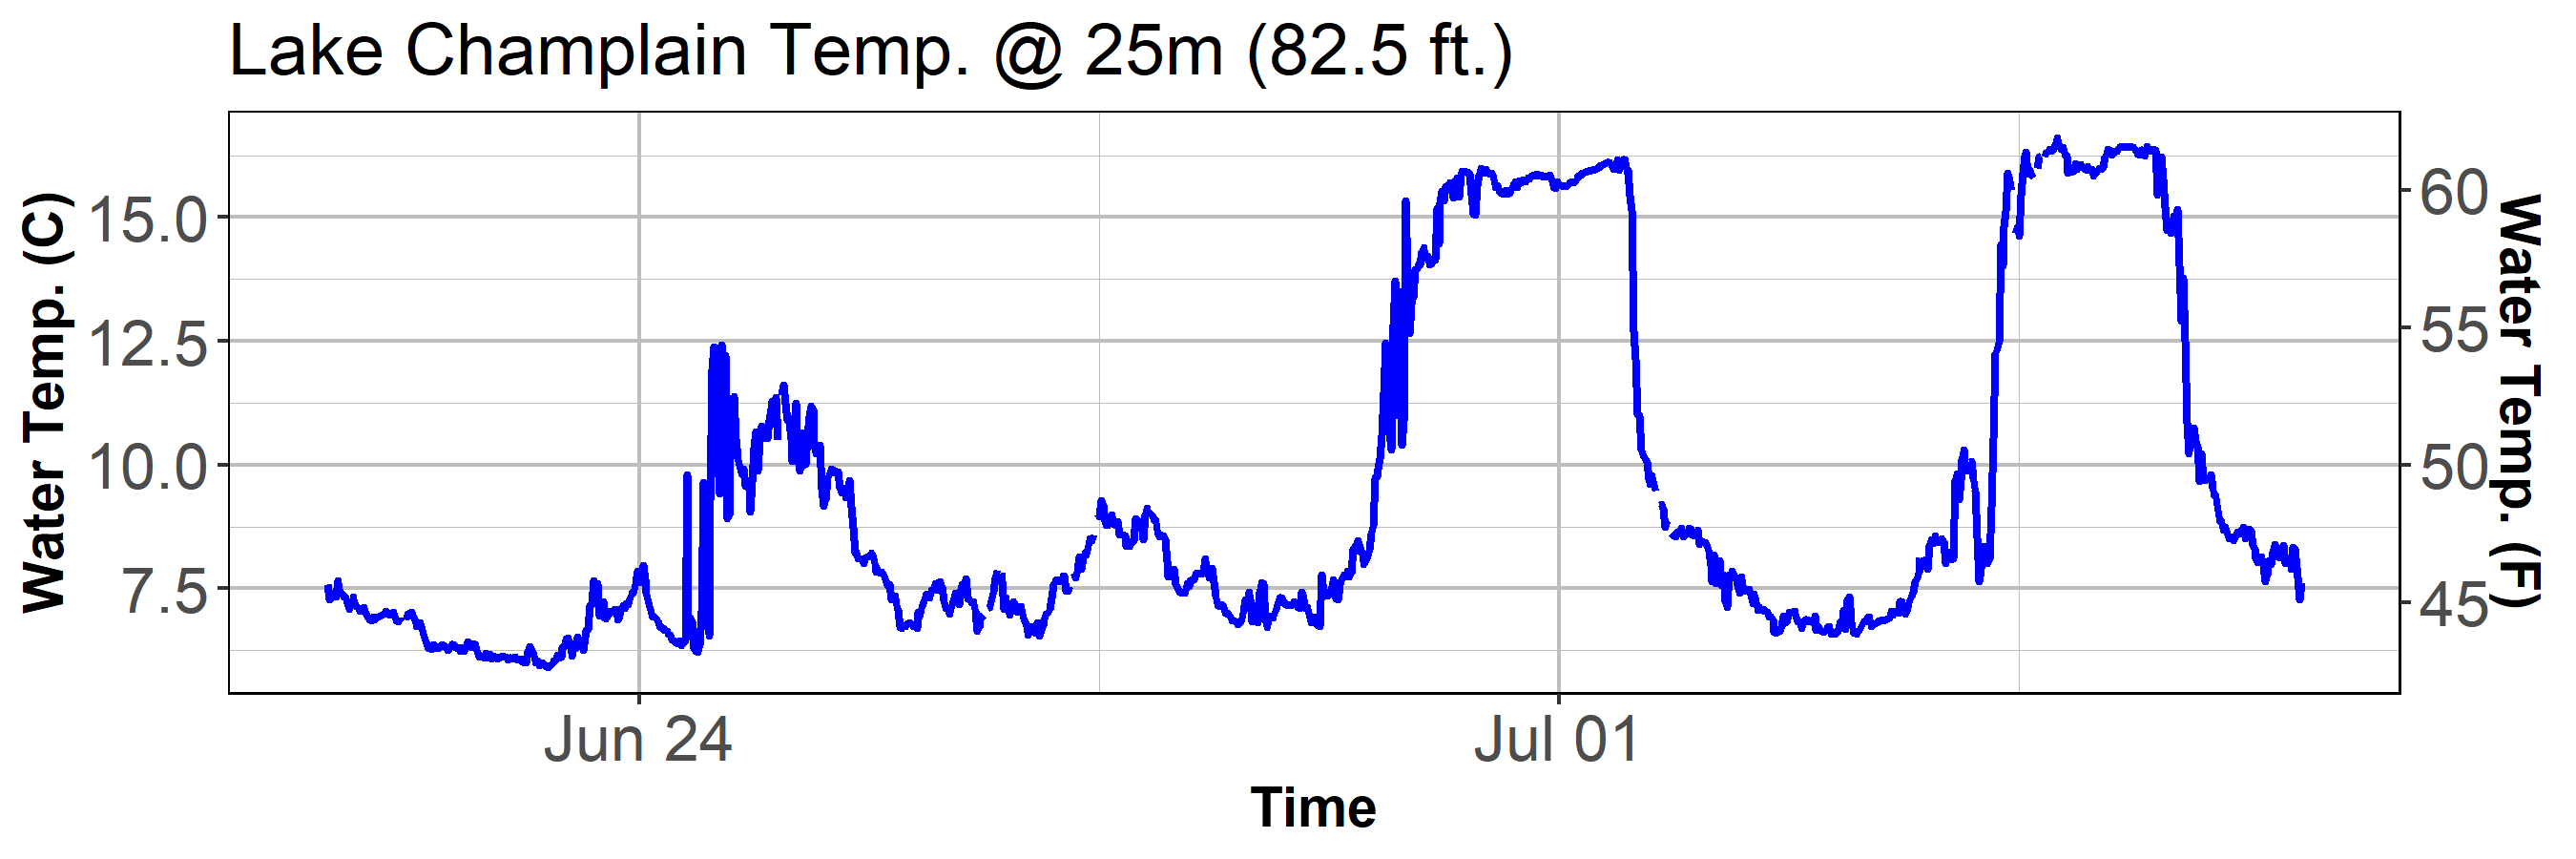 Lake Champlain Temp. @ 25m (82.5 ft.)
Water Temp. (C)
15.0
12.5
10.0
7.5
60
55
50
45
Water Temp. (F)
Jun 24
Jul 01
Time